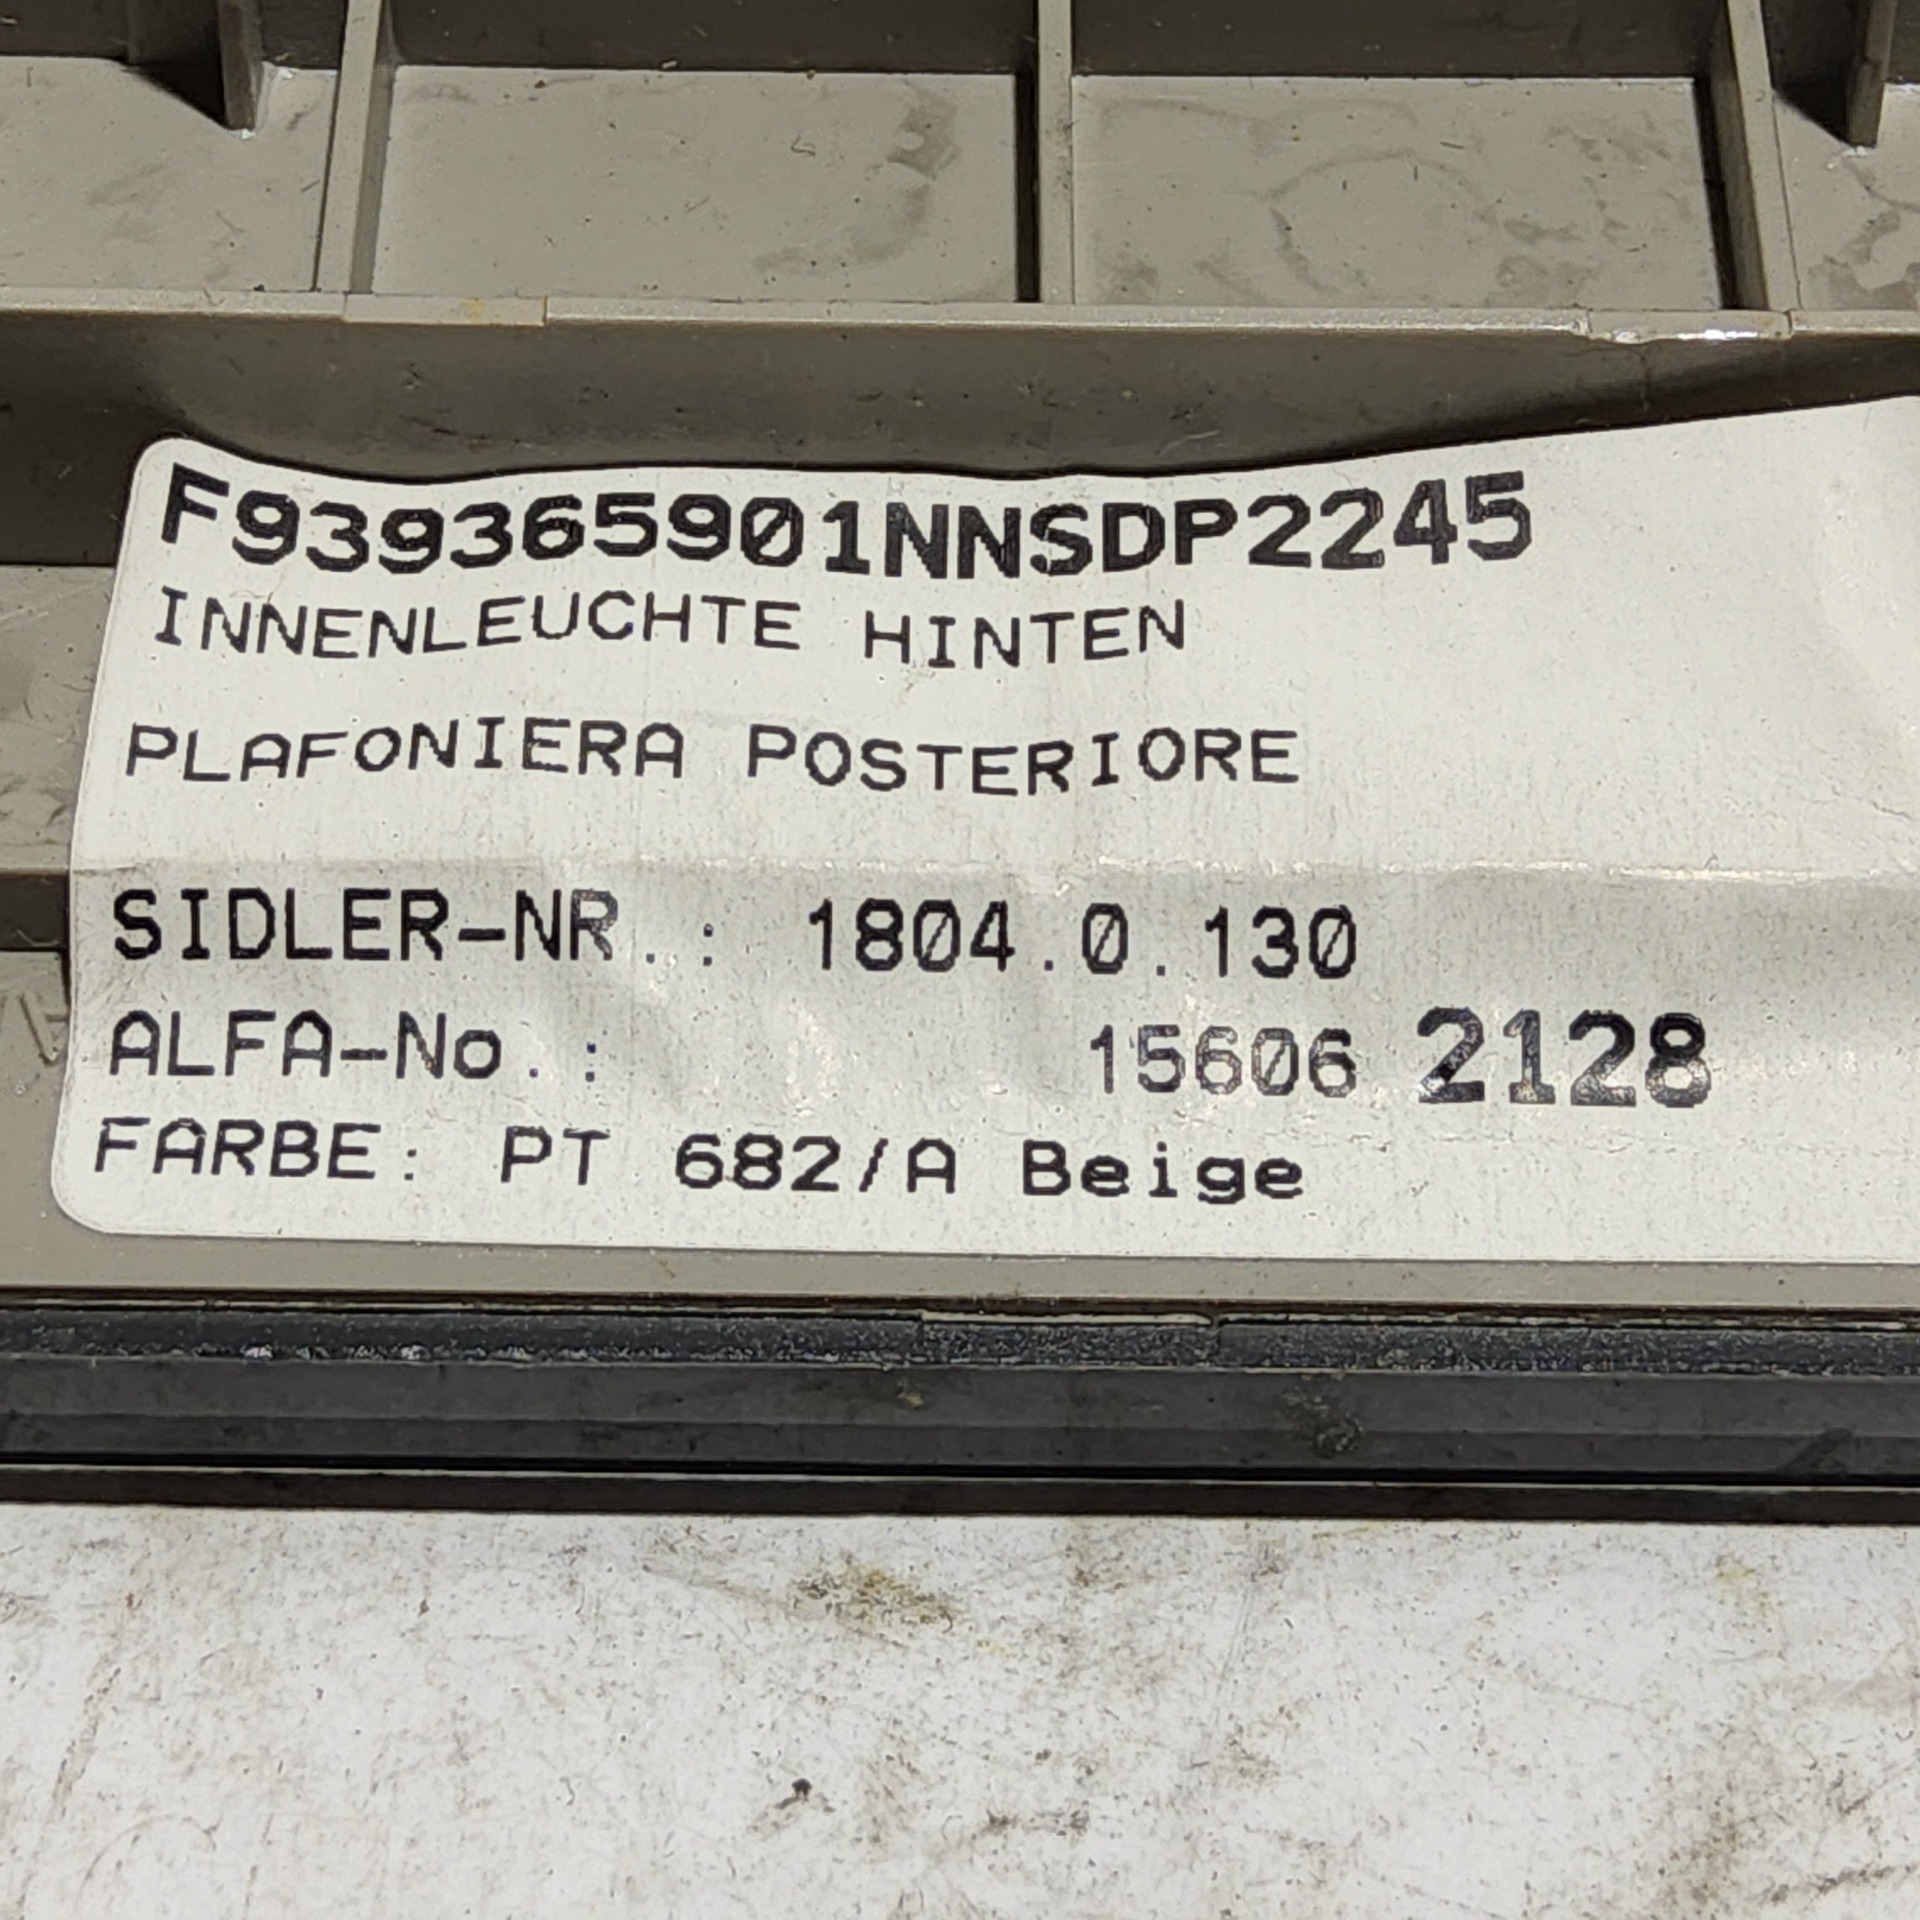 F939365901NNSDP2245
INNENLEUCHTE HINTEN
PLAFONIERA POSTERIORE
SIDLER-NR.: 1804.0.130
ALFA-No.: 15606 2128
FARBE: PT 682/A Beige